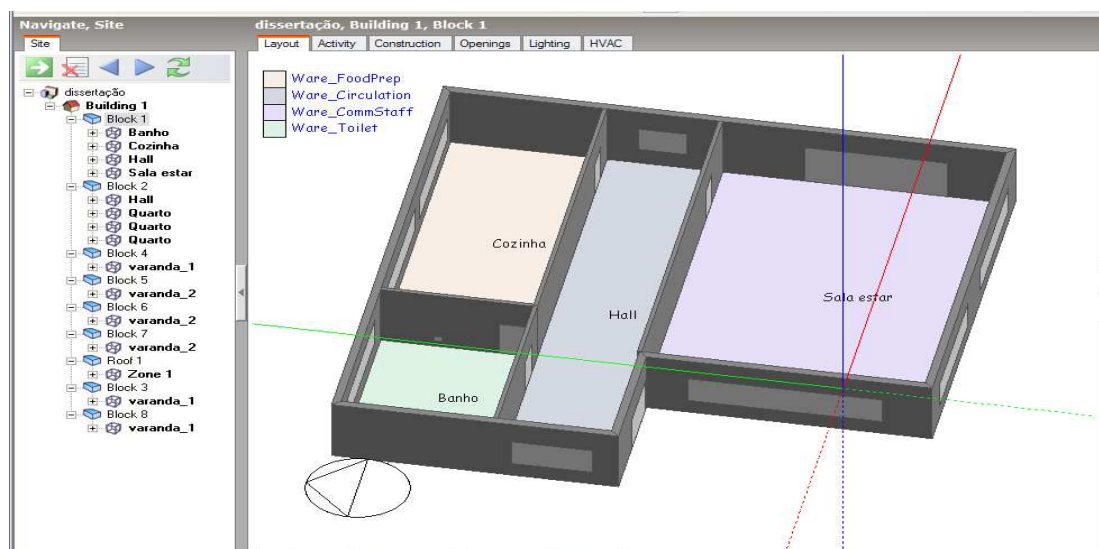 Navigate, Site
Site
dissertação
Building 1
Block 1
Banho
Cozinha
Hall
Sala estar
Block 2
Hall
Quarto
Quarto
Quarto
Block 4
varanda_1
Block 5
varanda_2
Block 6
varanda_2
Block 7
varanda_2
Roof 1
Zone 1
Block 3
varanda_1
Block 8
varanda_1
dissertação, Building 1, Block 1
Layout Activity Construction Openings Lighting HVAC
Ware_FoodPrep
Ware_Circulation
Ware_CommStaff
Ware_Toilet
Cozinha
Sala estar
Hall
Banho